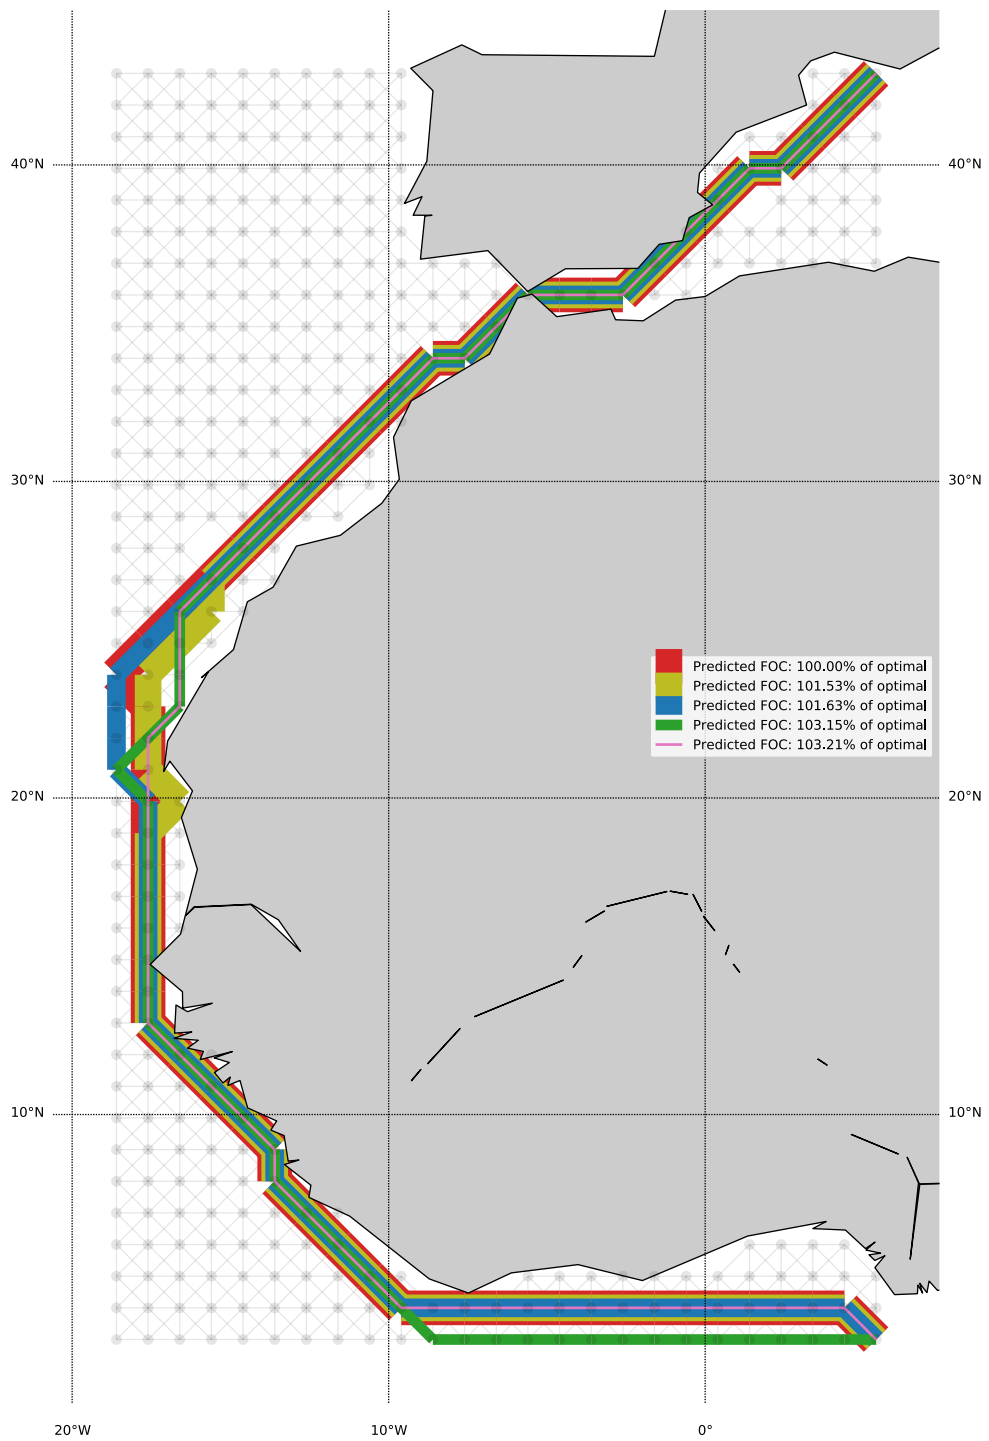 40°N 40°N
30°N 30°N
Predicted FOC: 100.00% of optimal
Predicted FOC: 101.53% of optimal
Predicted FOC: 101.63% of optimal
Predicted FOC: 103.15% of optimal
Predicted FOC: 103.21% of optimal
20°N 20°N
10°N 10°N
20°W 10°W 0°